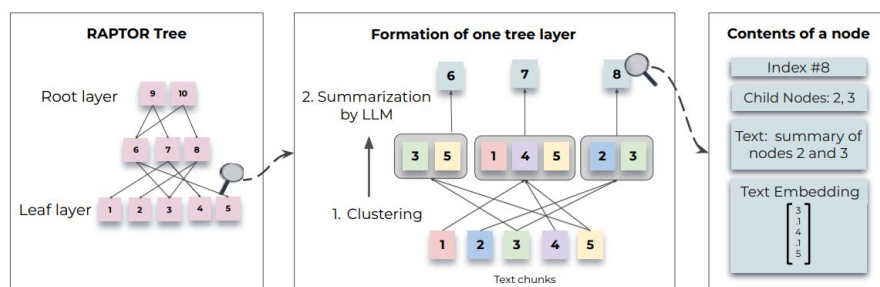 RAPTOR Tree
Root layer
9 10
6 7 8
Leaf layer
1 2 3 4 5
Formation of one tree layer
6 7 8
2. Summarization
by LLM
3 5 1 4 5 2 3
1. Clustering
1 2 3 4 5
Text chunks
Contents of a node
Index #8
Child Nodes: 2, 3
Text: summary of
nodes 2 and 3
Text Embedding
3
.1
4
.1
5